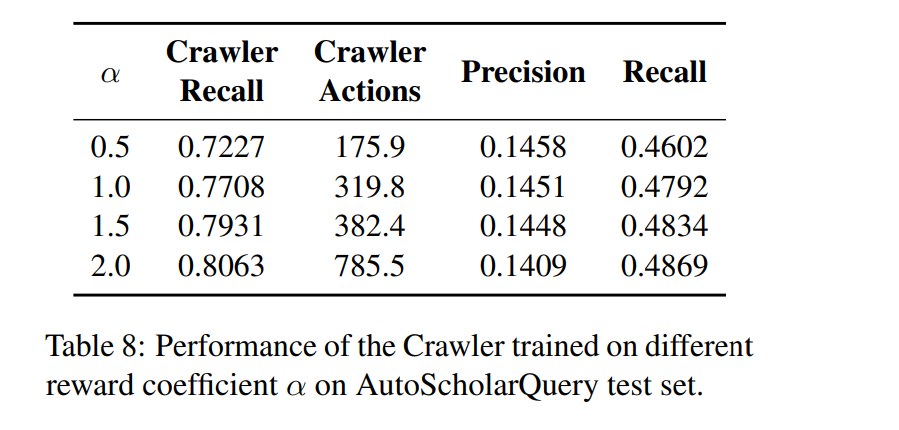 α Crawler Recall Crawler Actions Precision Recall
0.5 0.7227 175.9 0.1458 0.4602
1.0 0.7708 319.8 0.1451 0.4792
1.5 0.7931 382.4 0.1448 0.4834
2.0 0.8063 785.5 0.1409 0.4869
Table 8: Performance of the Crawler trained on different
reward coefficient α on AutoScholarQuery test set.